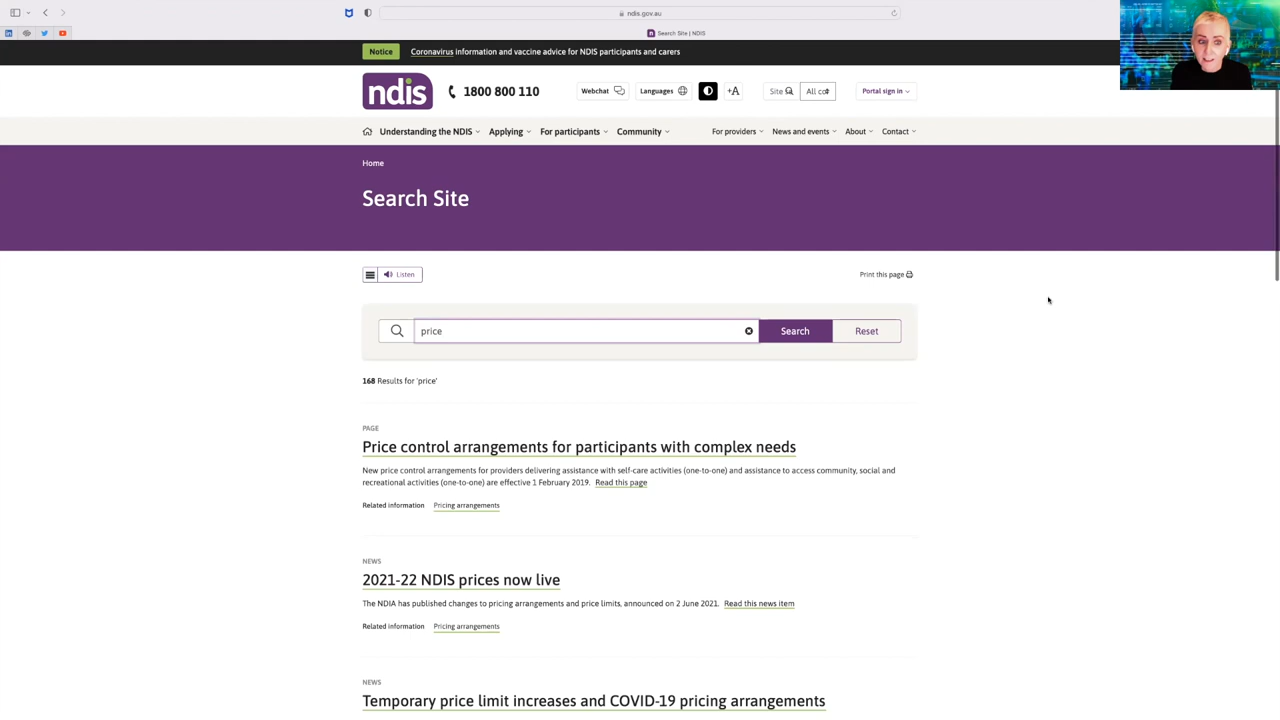 ndis.gov.au
Search Site | NDIS
Notice
Coronavirus information and vaccine advice for NDIS participants and carers
ndis
1800 800 110
Webchat
Languages
+A
Site
All co
Portal sign in
Understanding the NDIS
Applying
For participants
Community
For providers
News and events
About
Contact
Home
Search Site
Listen
Print this page
price
Search
Reset
168 Results for 'price'
PAGE
Price control arrangements for participants with complex needs
New price control arrangements for providers delivering assistance with self-care activities (one-to-one) and assistance to access community, social and
recreational activities (one-to-one) are effective 1 February 2019. Read this page
Related information Pricing arrangements
NEWS
2021-22 NDIS prices now live
The NDIA has published changes to pricing arrangements and price limits, announced on 2 June 2021. Read this news item
Related information Pricing arrangements
NEWS
Temporary price limit increases and COVID-19 pricing arrangements